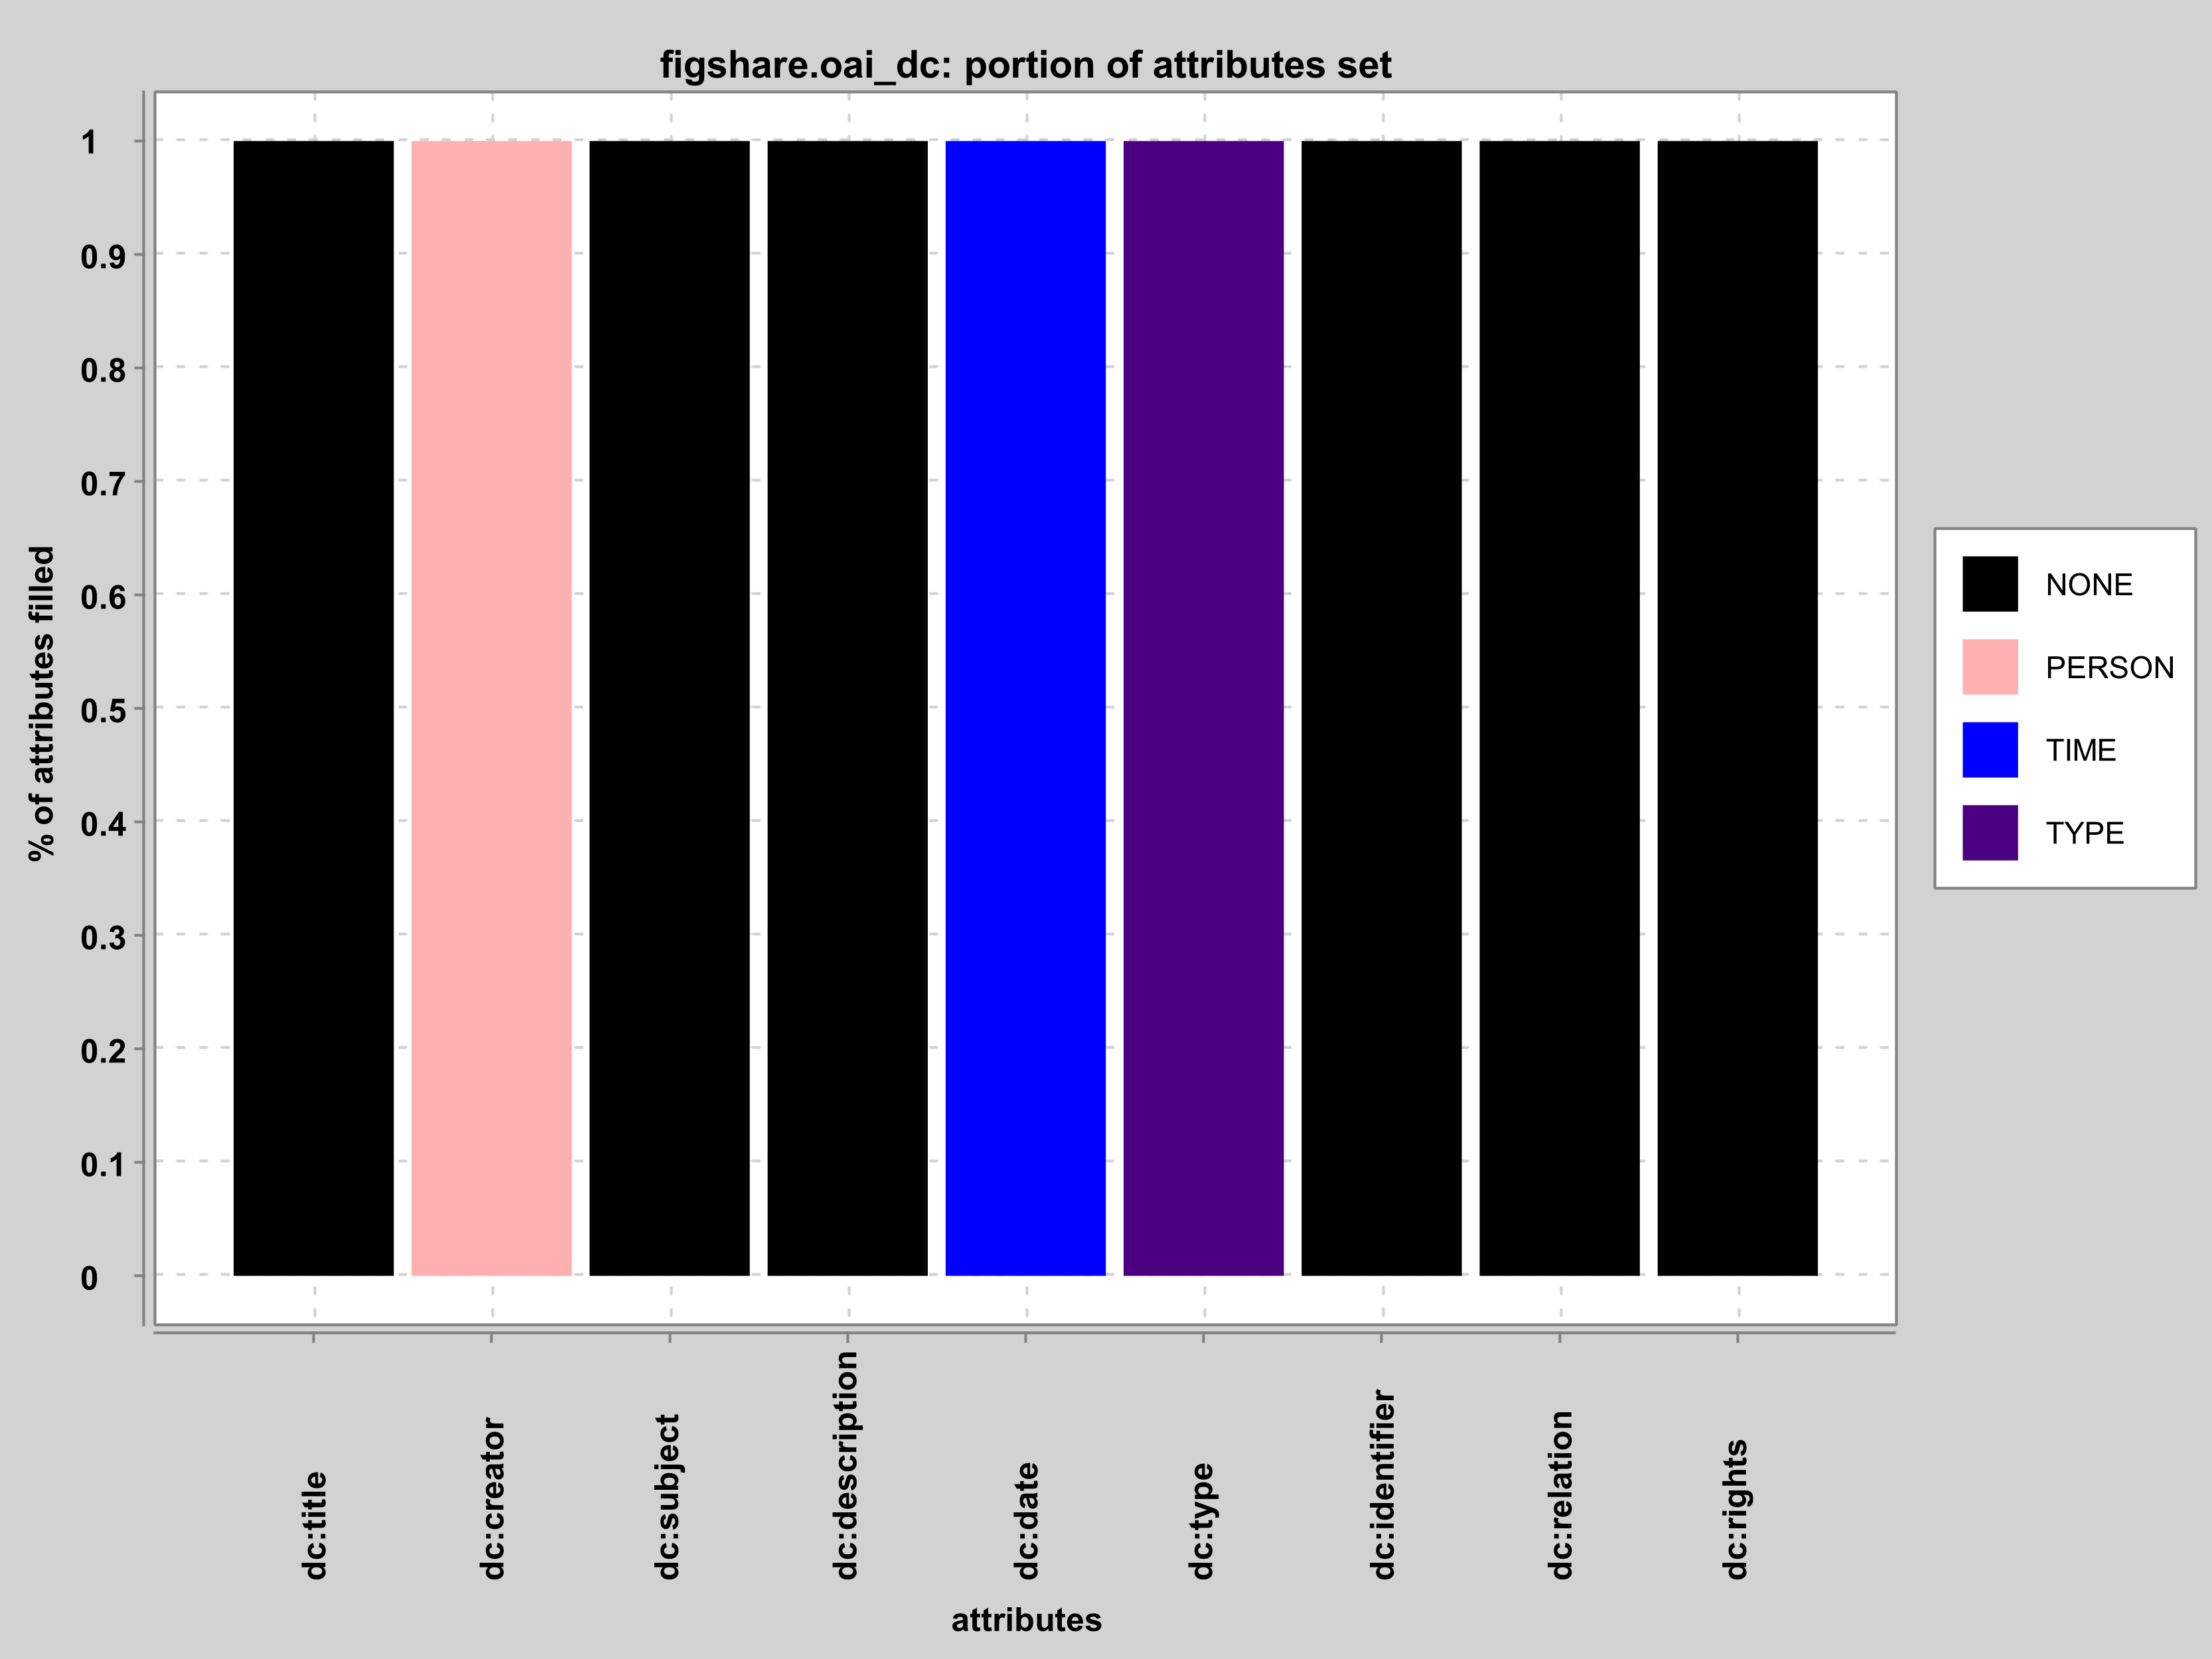 figshare.oai_dc: portion of attributes set
% of attributes filled
1
0.9
0.8
0.7
0.6
0.5
0.4
0.3
0.2
0.1
0
dc:title
dc:creator
dc:subject
dc:description
dc:date
dc:type
dc:identifier
dc:relation
dc:rights
attributes
NONE
PERSON
TIME
TYPE